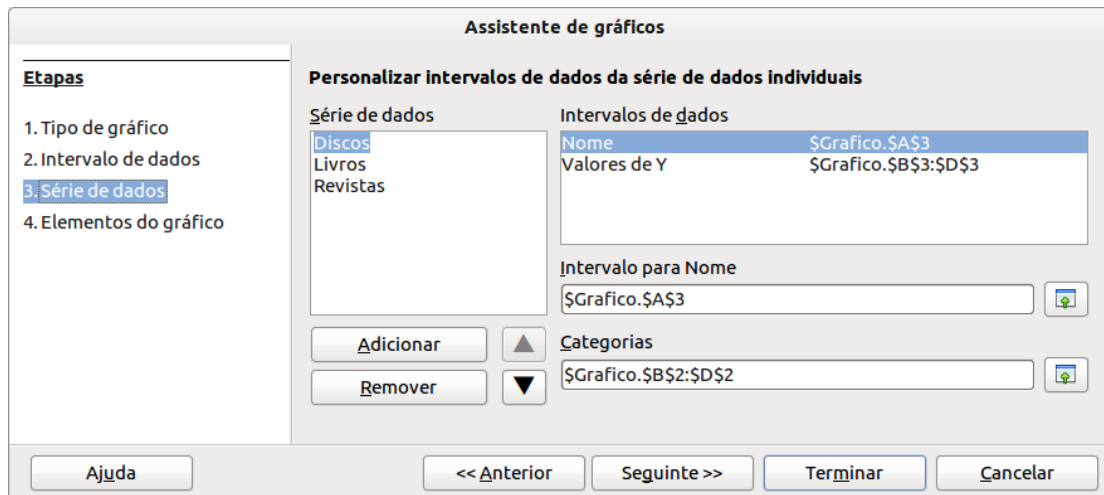 Assistente de gráficos
Etapas
1. Tipo de gráfico
2. Intervalo de dados
3. Série de dados
4. Elementos do gráfico
Personalizar intervalos de dados da série de dados individuais
Série de dados
Discos
Livros
Revistas
Adicionar
Remover
Intervalos de dados
Nome $Grafico.$A$3
Valores de Y $Grafico.$B$3:$D$3
Intervalo para Nome
$Grafico.$A$3
Categorias
$Grafico.$B$2:$D$2
Ajuda << Anterior Seguinte >> Terminar Cancelar